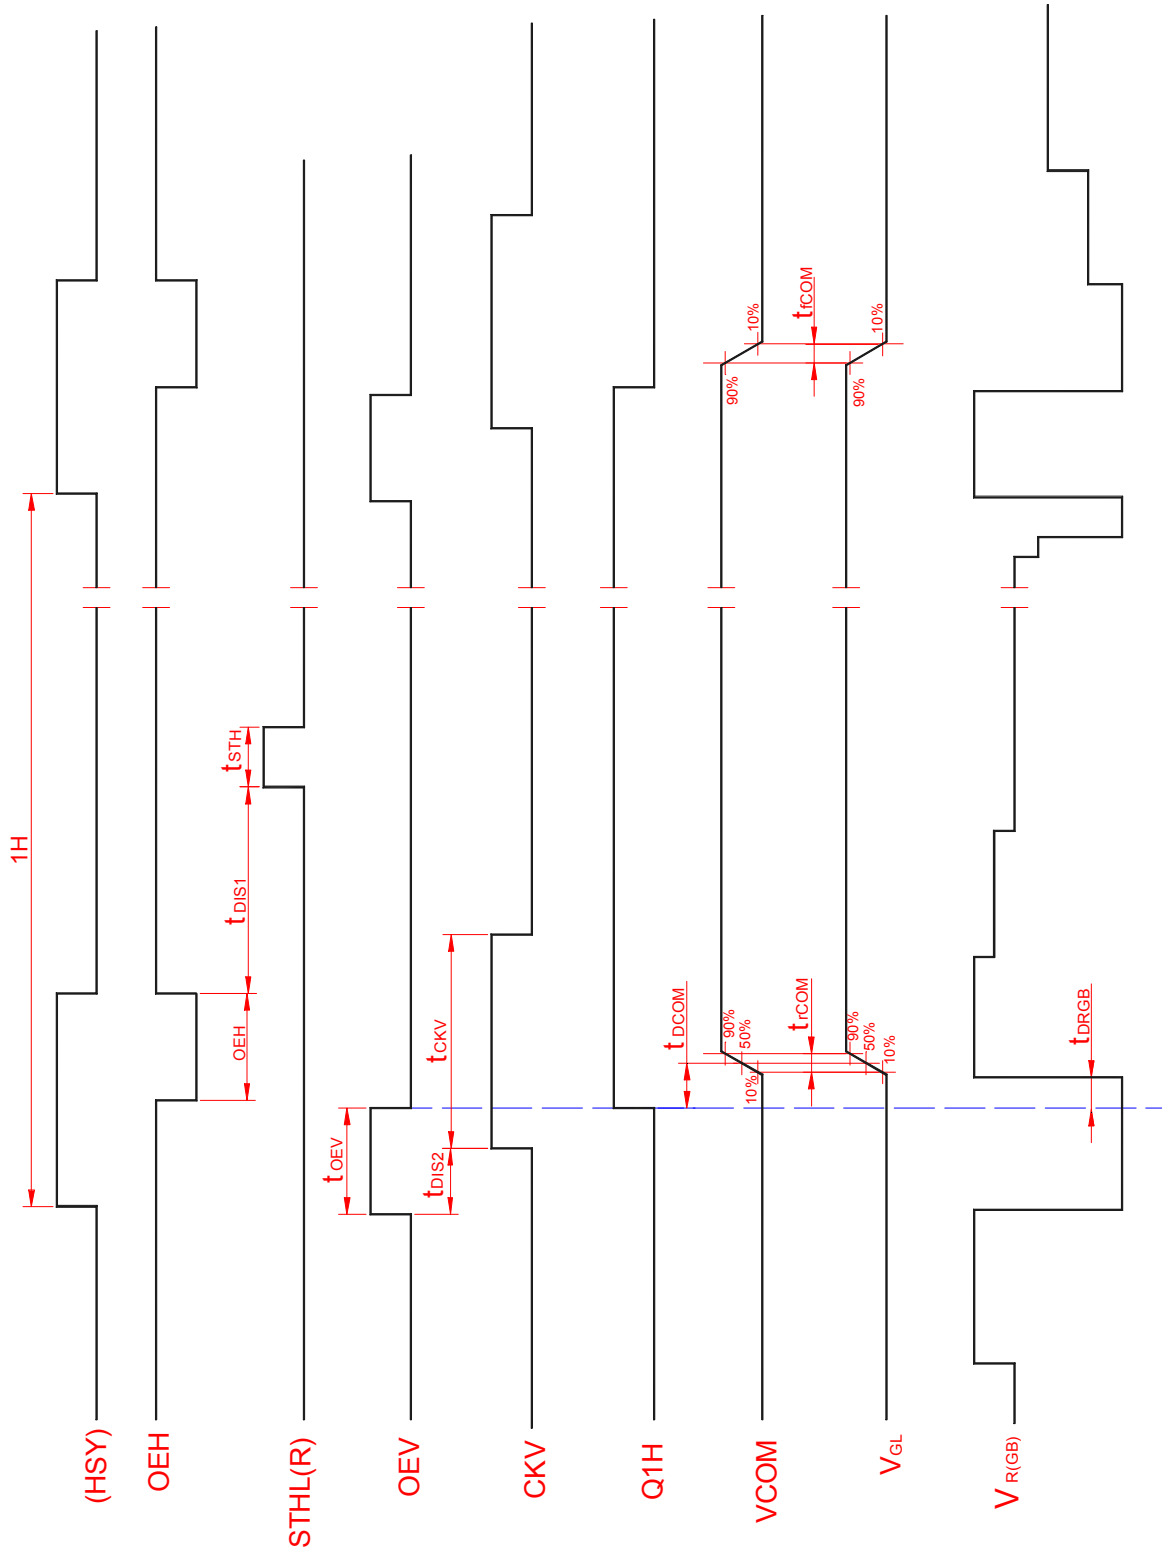 1H
(HSY)
OEH
OEH
tDIS1
tSTH
STHL(R)
tOEV
OEV
tDIS2
tCKV
CKV
Q1H
tDCOM
10%
50%
90%
90%
10%
VCOM
trCOM
tfCOM
10%
50%
90%
90%
10%
VGL
tDRGB
VR(GB)